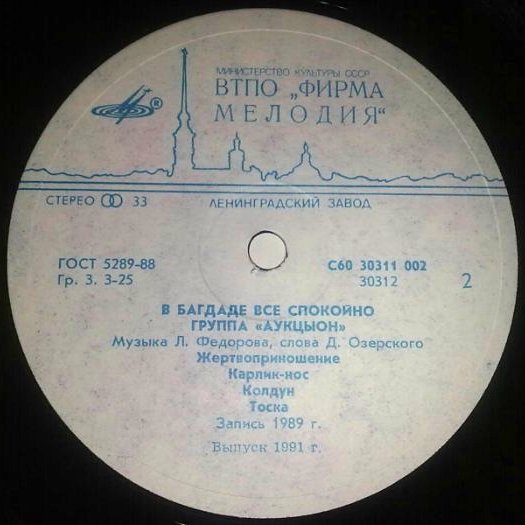 МИНИСТЕРСТВО КУЛЬТУРЫ СССР
ВТПО „ФИРМА
МЕЛОДИЯ“
®
СТЕРЕО 33
ЛЕНИНГРАДСКИЙ ЗАВОД
ГОСТ 5289-88
Гр. 3. 3-25
С60 30311 002
30312
2
В БАГДАДЕ ВСЕ СПОКОЙНО
ГРУППА «АУКЦЫОН»
Музыка Л. Федорова, слова Д. Озерского
Жертвоприношение
Карлик-нос
Колдун
Тоска
Запись 1989 г.
Выпуск 1991 г.